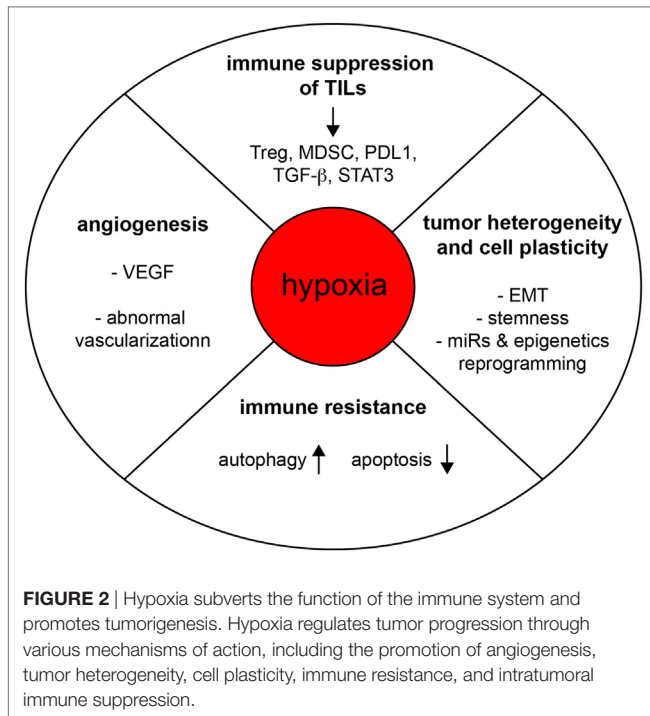 immune suppression
of TILs
Treg, MDSC, PDL1,
TGF-β, STAT3
angiogenesis
- VEGF
- abnormal
vascularizationn
hypoxia
tumor heterogeneity
and cell plasticity
- EMT
- stemness
- miRs & epigenetics
reprogramming
immune resistance
autophagy ↑ apoptosis ↓
FIGURE 2 | Hypoxia subverts the function of the immune system and
promotes tumorigenesis. Hypoxia regulates tumor progression through
various mechanisms of action, including the promotion of angiogenesis,
tumor heterogeneity, cell plasticity, immune resistance, and intratumoral
immune suppression.